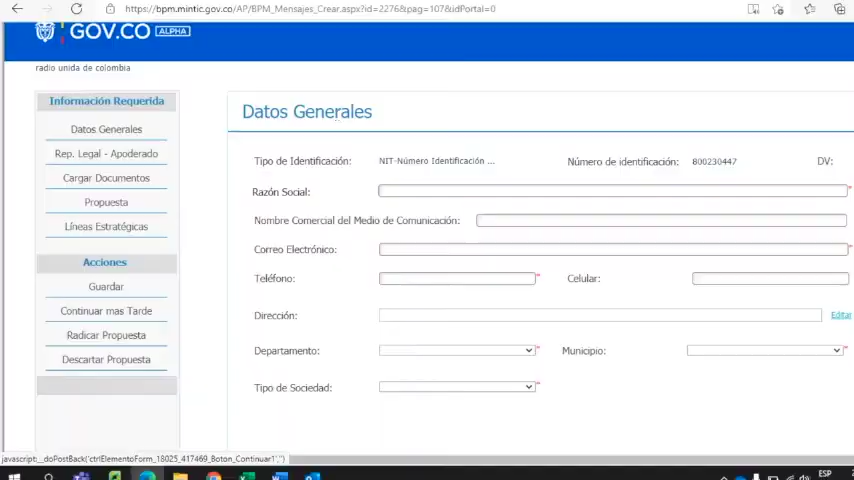 https://bpm.mintic.gov.co/AP/BPM_Mensajes_Crear.aspx?id=2276&pag=107&idPortal=0
GOV.CO ALPHA
radio unida de colombia
Información Requerida
Datos Generales
Rep. Legal - Apoderado
Cargar Documentos
Propuesta
Líneas Estratégicas
Acciones
Guardar
Continuar mas Tarde
Radicar Propuesta
Descartar Propuesta
Datos Generales
Tipo de Identificación: NIT-Número Identificación ... Número de identificación: 800230447 DV:
Razón Social: *
Nombre Comercial del Medio de Comunicación:
Correo Electrónico: *
Teléfono: * Celular:
Dirección: Editar
Departamento: * Municipio: *
Tipo de Sociedad: *
javascript:__doPostBack('ctrlElementoForm_18025_417469_Boton_Continuar1','')
ESP